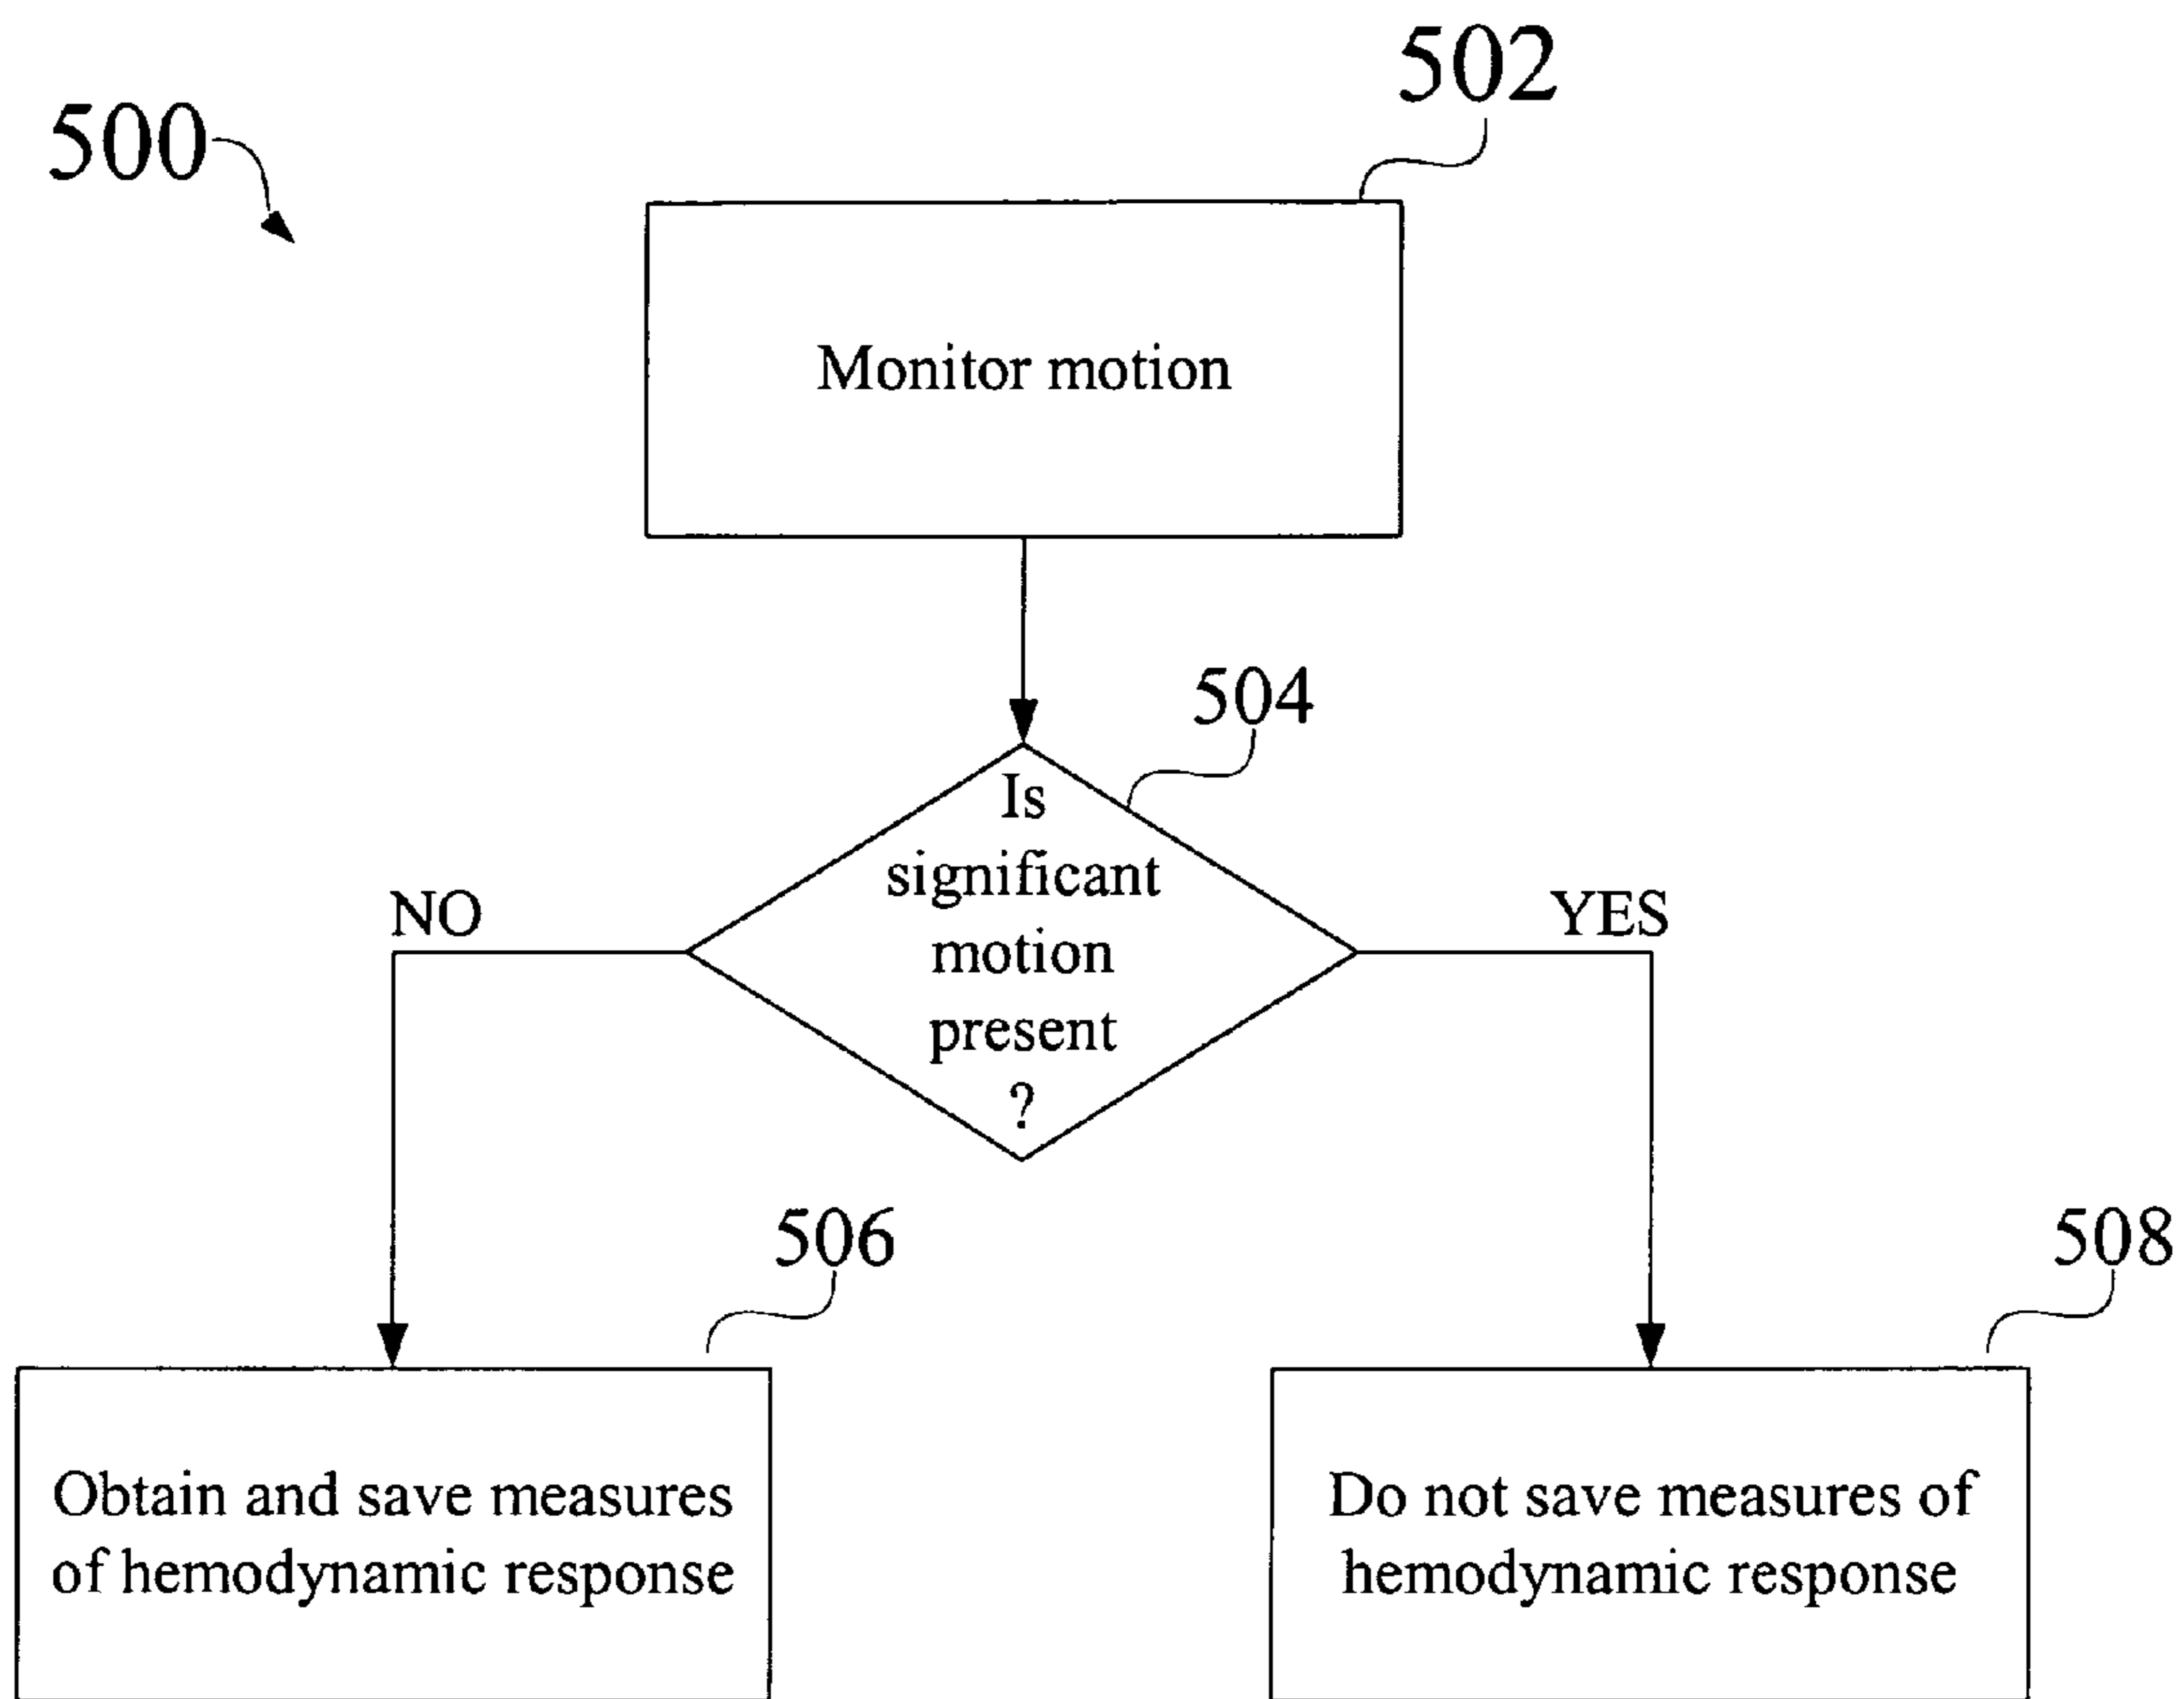 502
500
Monitor motion
504
Is
significant
motion
present
?
NO
YES
506
508
Obtain and save measures
of hemodynamic response
Do not save measures of
hemodynamic response